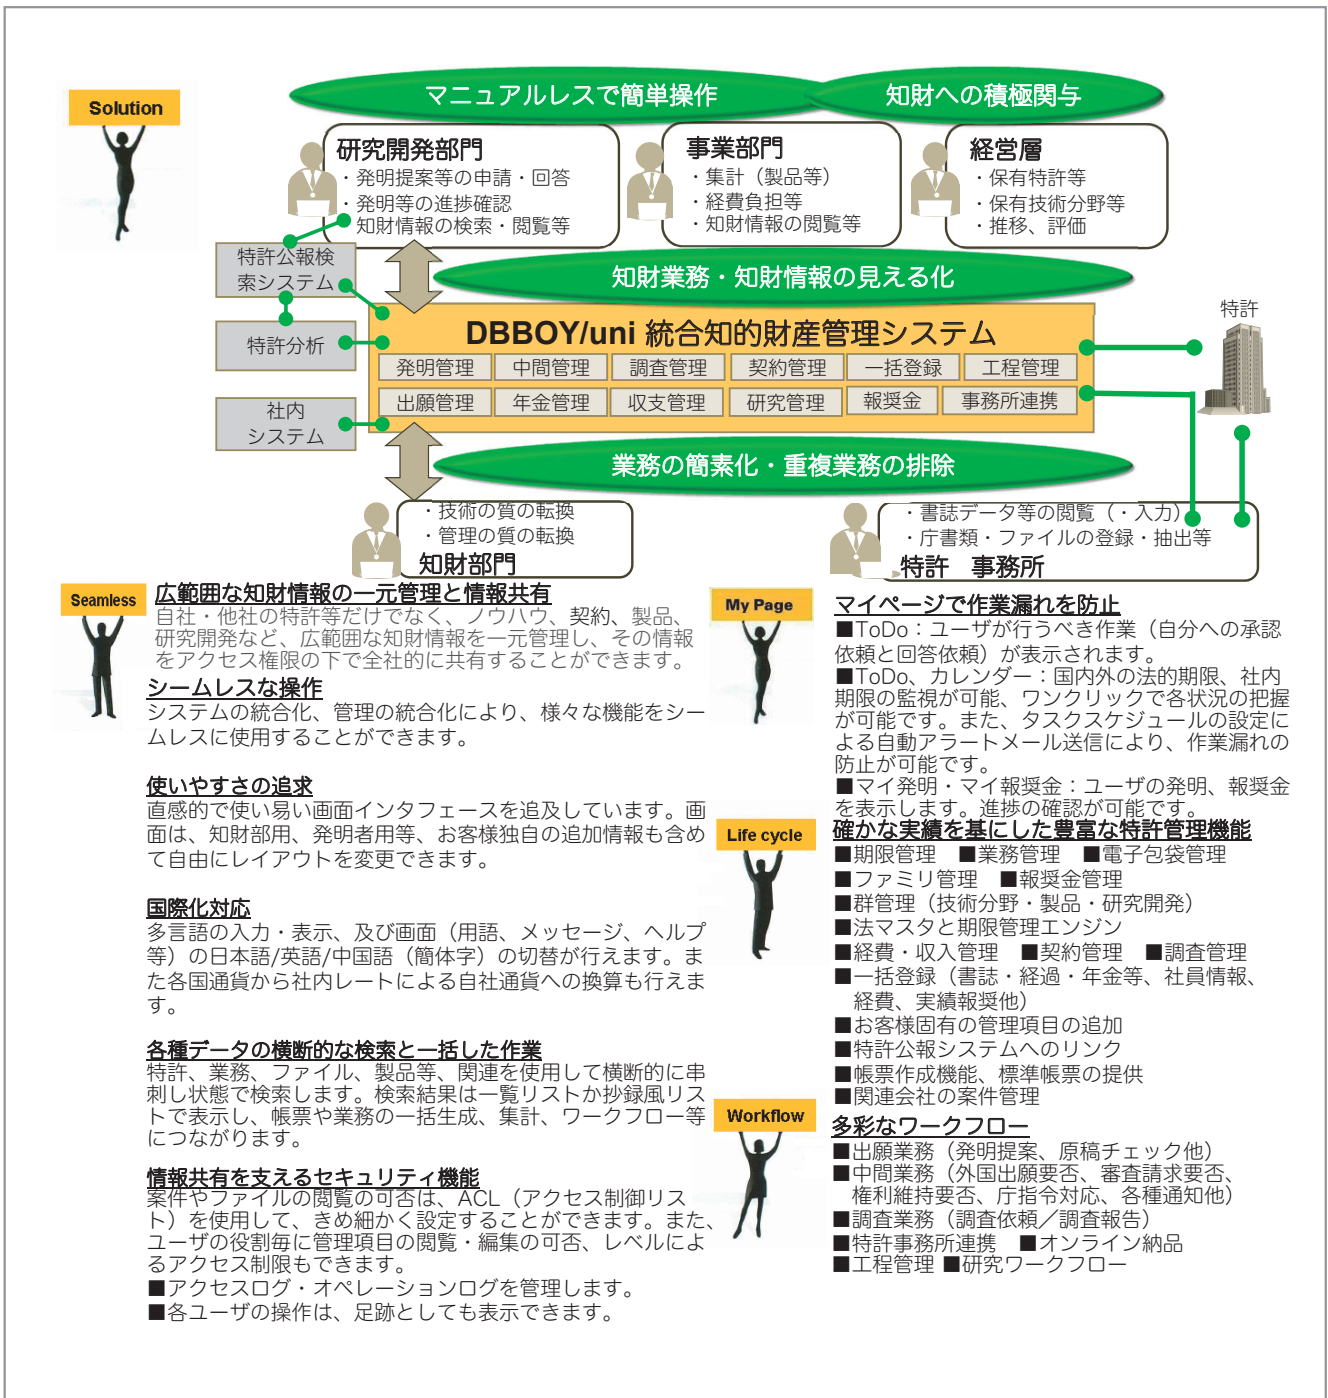 Solution
マニュアルレスで簡単操作
知財への積極関与
研究開発部門
・発明提案等の申請・回答
・発明等の進捗確認
知財情報の検索・閲覧等
事業部門
・集計（製品等）
・経費負担等
・知財情報の閲覧等
経営層
・保有特許等
・保有技術分野等
・推移、評価
特許公報検
索システム
特許分析
社内
システム
知財業務・知財情報の見える化
DBBOY/uni 統合知的財産管理システム
発明管理
中間管理
調査管理
契約管理
一括登録
工程管理
出願管理
年金管理
収支管理
研究管理
報奨金
事務所連携
特許
業務の簡素化・重複業務の排除
・技術の質の転換
・管理の質の転換
知財部門
・書誌データ等の閲覧（・入力）
・庁書類・ファイルの登録・抽出等
特許　事務所
Seamless
広範囲な知財情報の一元管理と情報共有
自社・他社の特許等だけでなく、ノウハウ、契約、製品、
研究開発など、広範囲な知財情報を一元管理し、その情報
をアクセス権限の下で全社的に共有することができます。
シームレスな操作
システムの統合化、管理の統合化により、様々な機能をシー
ムレスに使用することができます。
使いやすさの追求
直感的で使い易い画面インタフェースを追及しています。画
面は、知財部用、発明者用等、お客様独自の追加情報も含め
て自由にレイアウトを変更できます。
国際化対応
多言語の入力・表示、及び画面（用語、メッセージ、ヘルプ
等）の日本語/英語/中国語（簡体字）の切替が行えます。ま
た各国通貨から社内レートによる自社通貨への換算も行えま
す。
各種データの横断的な検索と一括した作業
特許、業務、ファイル、製品等、関連を使用して横断的に串
刺し状態で検索します。検索結果は一覧リストか抄録風リス
トで表示し、帳票や業務の一括生成、集計、ワークフロー等
につながります。
情報共有を支えるセキュリティ機能
案件やファイルの閲覧の可否は、ACL（アクセス制御リス
ト）を使用して、きめ細かく設定することができます。また、
ユーザの役割毎に管理項目の閲覧・編集の可否、レベルによ
るアクセス制限もできます。
■アクセスログ・オペレーションログを管理します。
■各ユーザの操作は、足跡としても表示できます。
My Page
マイページで作業漏れを防止
■ToDo：ユーザが行うべき作業（自分への承認
依頼と回答依頼）が表示されます。
■ToDo、カレンダー：国内外の法的期限、社内
期限の監視が可能、ワンクリックで各状況の把握
が可能です。また、タスクスケジュールの設定に
よる自動アラートメール送信により、作業漏れの
防止が可能です。
■マイ発明・マイ報奨金：ユーザの発明、報奨金
を表示します。進捗の確認が可能です。
Life cycle
確かな実績を基にした豊富な特許管理機能
■期限管理　■業務管理　■電子包袋管理
■ファミリ管理　■報奨金管理
■群管理（技術分野・製品・研究開発）
■法マスタと期限管理エンジン
■経費・収入管理　■契約管理　■調査管理
■一括登録（書誌・経過・年金等、社員情報、
経費、実績報奨他）
■お客様固有の管理項目の追加
■特許公報システムへのリンク
■帳票作成機能、標準帳票の提供
■関連会社の案件管理
Workflow
多彩なワークフロー
■出願業務（発明提案、原稿チェック他）
■中間業務（外国出願要否、審査請求要否、
権利維持要否、庁指令対応、各種通知他）
■調査業務（調査依頼／調査報告）
■特許事務所連携　■オンライン納品
■工程管理 ■研究ワークフロー